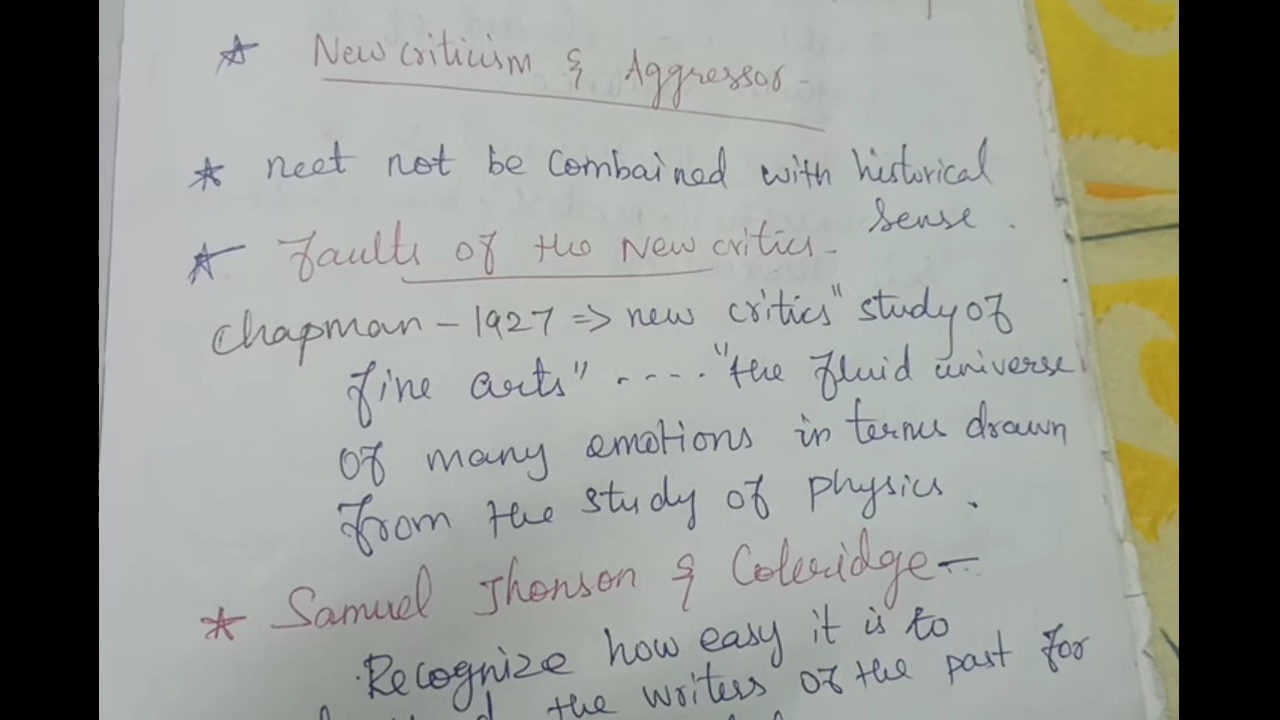 ☆ New criticism & Aggressor -
☆ neet not be combained with historical
sense .
☆ Faults of the New critics -
Chapman - 1927 => new critics "study of
fine arts" ..... "the fluid universe
of many emotions in terms drawn
from the study of physics .
☆ Samuel Jhonson & Coleridge -
. Recognize how easy it is to
the writers of the past for